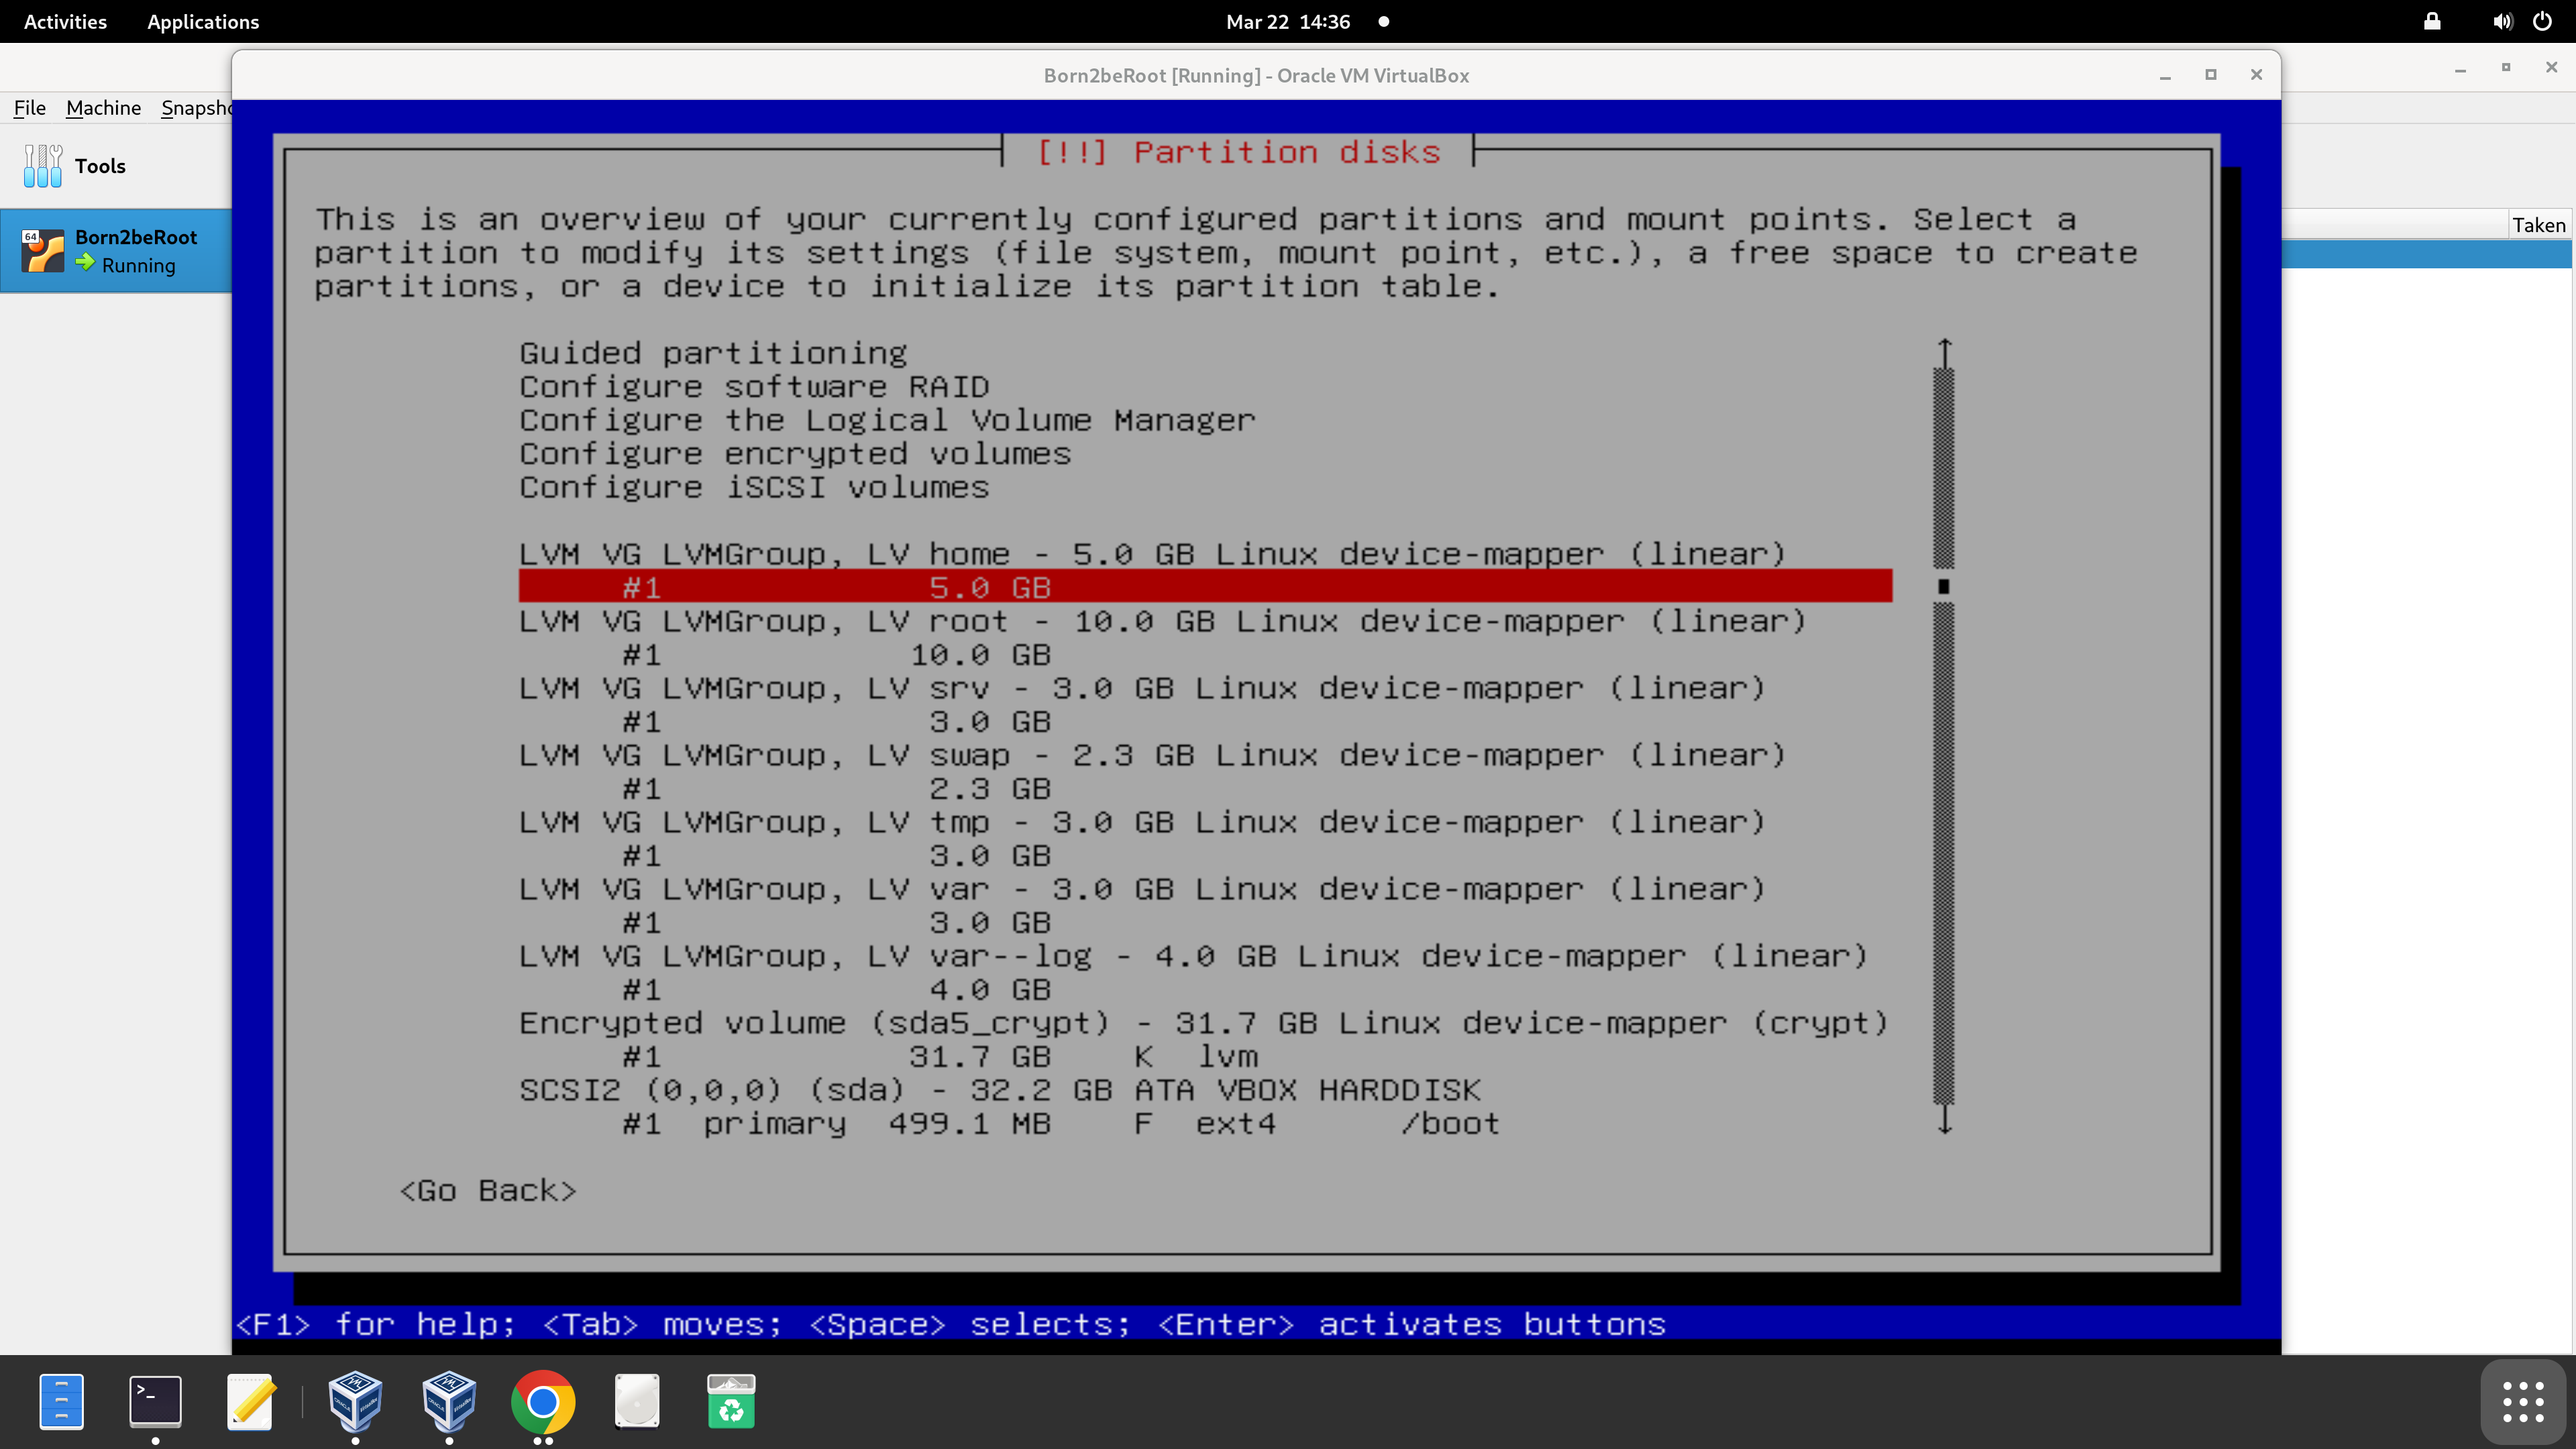 Activities Applications Mar 22 14:36
Born2beRoot [Running] - Oracle VM VirtualBox
File Machine Snapsho
Tools
Taken
64 Born2beRoot
Running
[!!] Partition disks
This is an overview of your currently configured partitions and mount points. Select a
partition to modify its settings (file system, mount point, etc.), a free space to create
partitions, or a device to initialize its partition table.
Guided partitioning
Configure software RAID
Configure the Logical Volume Manager
Configure encrypted volumes
Configure iSCSI volumes
LVM VG LVMGroup, LV home - 5.0 GB Linux device-mapper (linear)
#1 5.0 GB
LVM VG LVMGroup, LV root - 10.0 GB Linux device-mapper (linear)
#1 10.0 GB
LVM VG LVMGroup, LV srv - 3.0 GB Linux device-mapper (linear)
#1 3.0 GB
LVM VG LVMGroup, LV swap - 2.3 GB Linux device-mapper (linear)
#1 2.3 GB
LVM VG LVMGroup, LV tmp - 3.0 GB Linux device-mapper (linear)
#1 3.0 GB
LVM VG LVMGroup, LV var - 3.0 GB Linux device-mapper (linear)
#1 3.0 GB
LVM VG LVMGroup, LV var--log - 4.0 GB Linux device-mapper (linear)
#1 4.0 GB
Encrypted volume (sda5_crypt) - 31.7 GB Linux device-mapper (crypt)
#1 31.7 GB K lvm
SCSI2 (0,0,0) (sda) - 32.2 GB ATA VBOX HARDDISK
#1 primary 499.1 MB F ext4 /boot
<Go Back>
<F1> for help; <Tab> moves; <Space> selects; <Enter> activates buttons